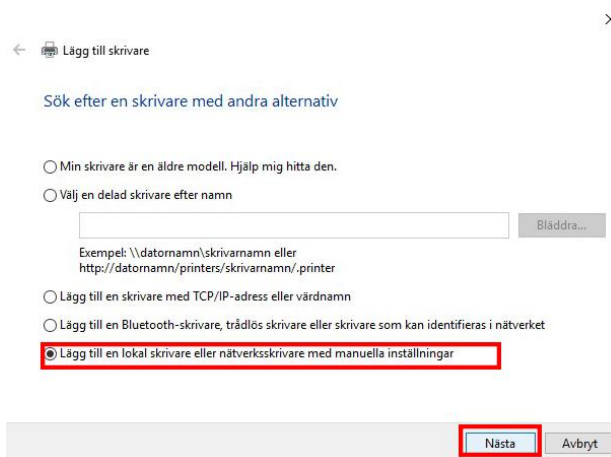 Lägg till skrivare
Sök efter en skrivare med andra alternativ
Min skrivare är en äldre modell. Hjälp mig hitta den.
Välj en delad skrivare efter namn
Bläddra...
Exempel: \\datornamn\skrivarnamn eller
http://datornamn/printers/skrivarnamn/.printer
Lägg till en skrivare med TCP/IP-adress eller värdnamn
Lägg till en Bluetooth-skrivare, trådlös skrivare eller skrivare som kan identifieras i nätverket
Lägg till en lokal skrivare eller nätverksskrivare med manuella inställningar
Nästa Avbryt